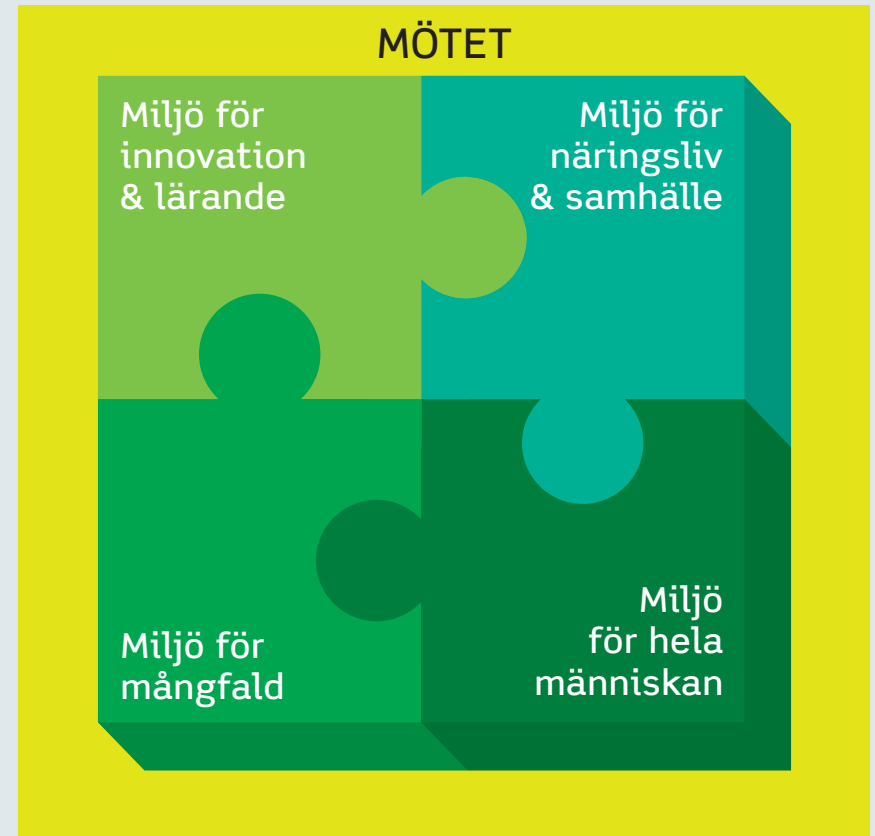 MÖTET
Miljö för
innovation
& lärande
Miljö för
näringsliv
& samhälle
Miljö för
mångfald
Miljö
för hela
människan